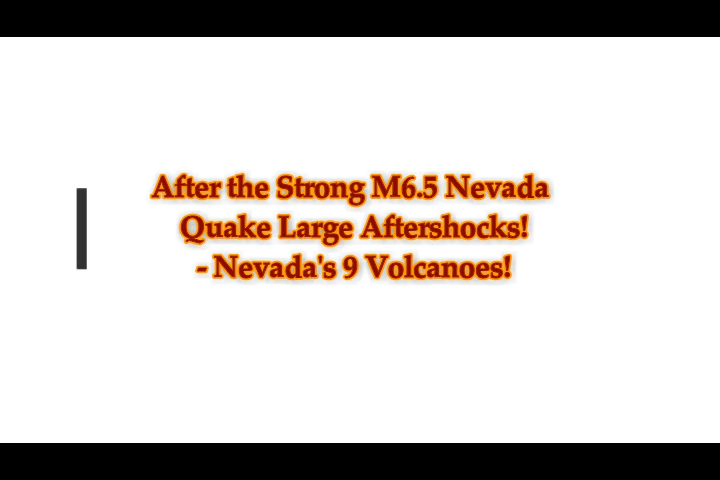 After the Strong M6.5 Nevada
Quake Large Aftershocks!
- Nevada's 9 Volcanoes!